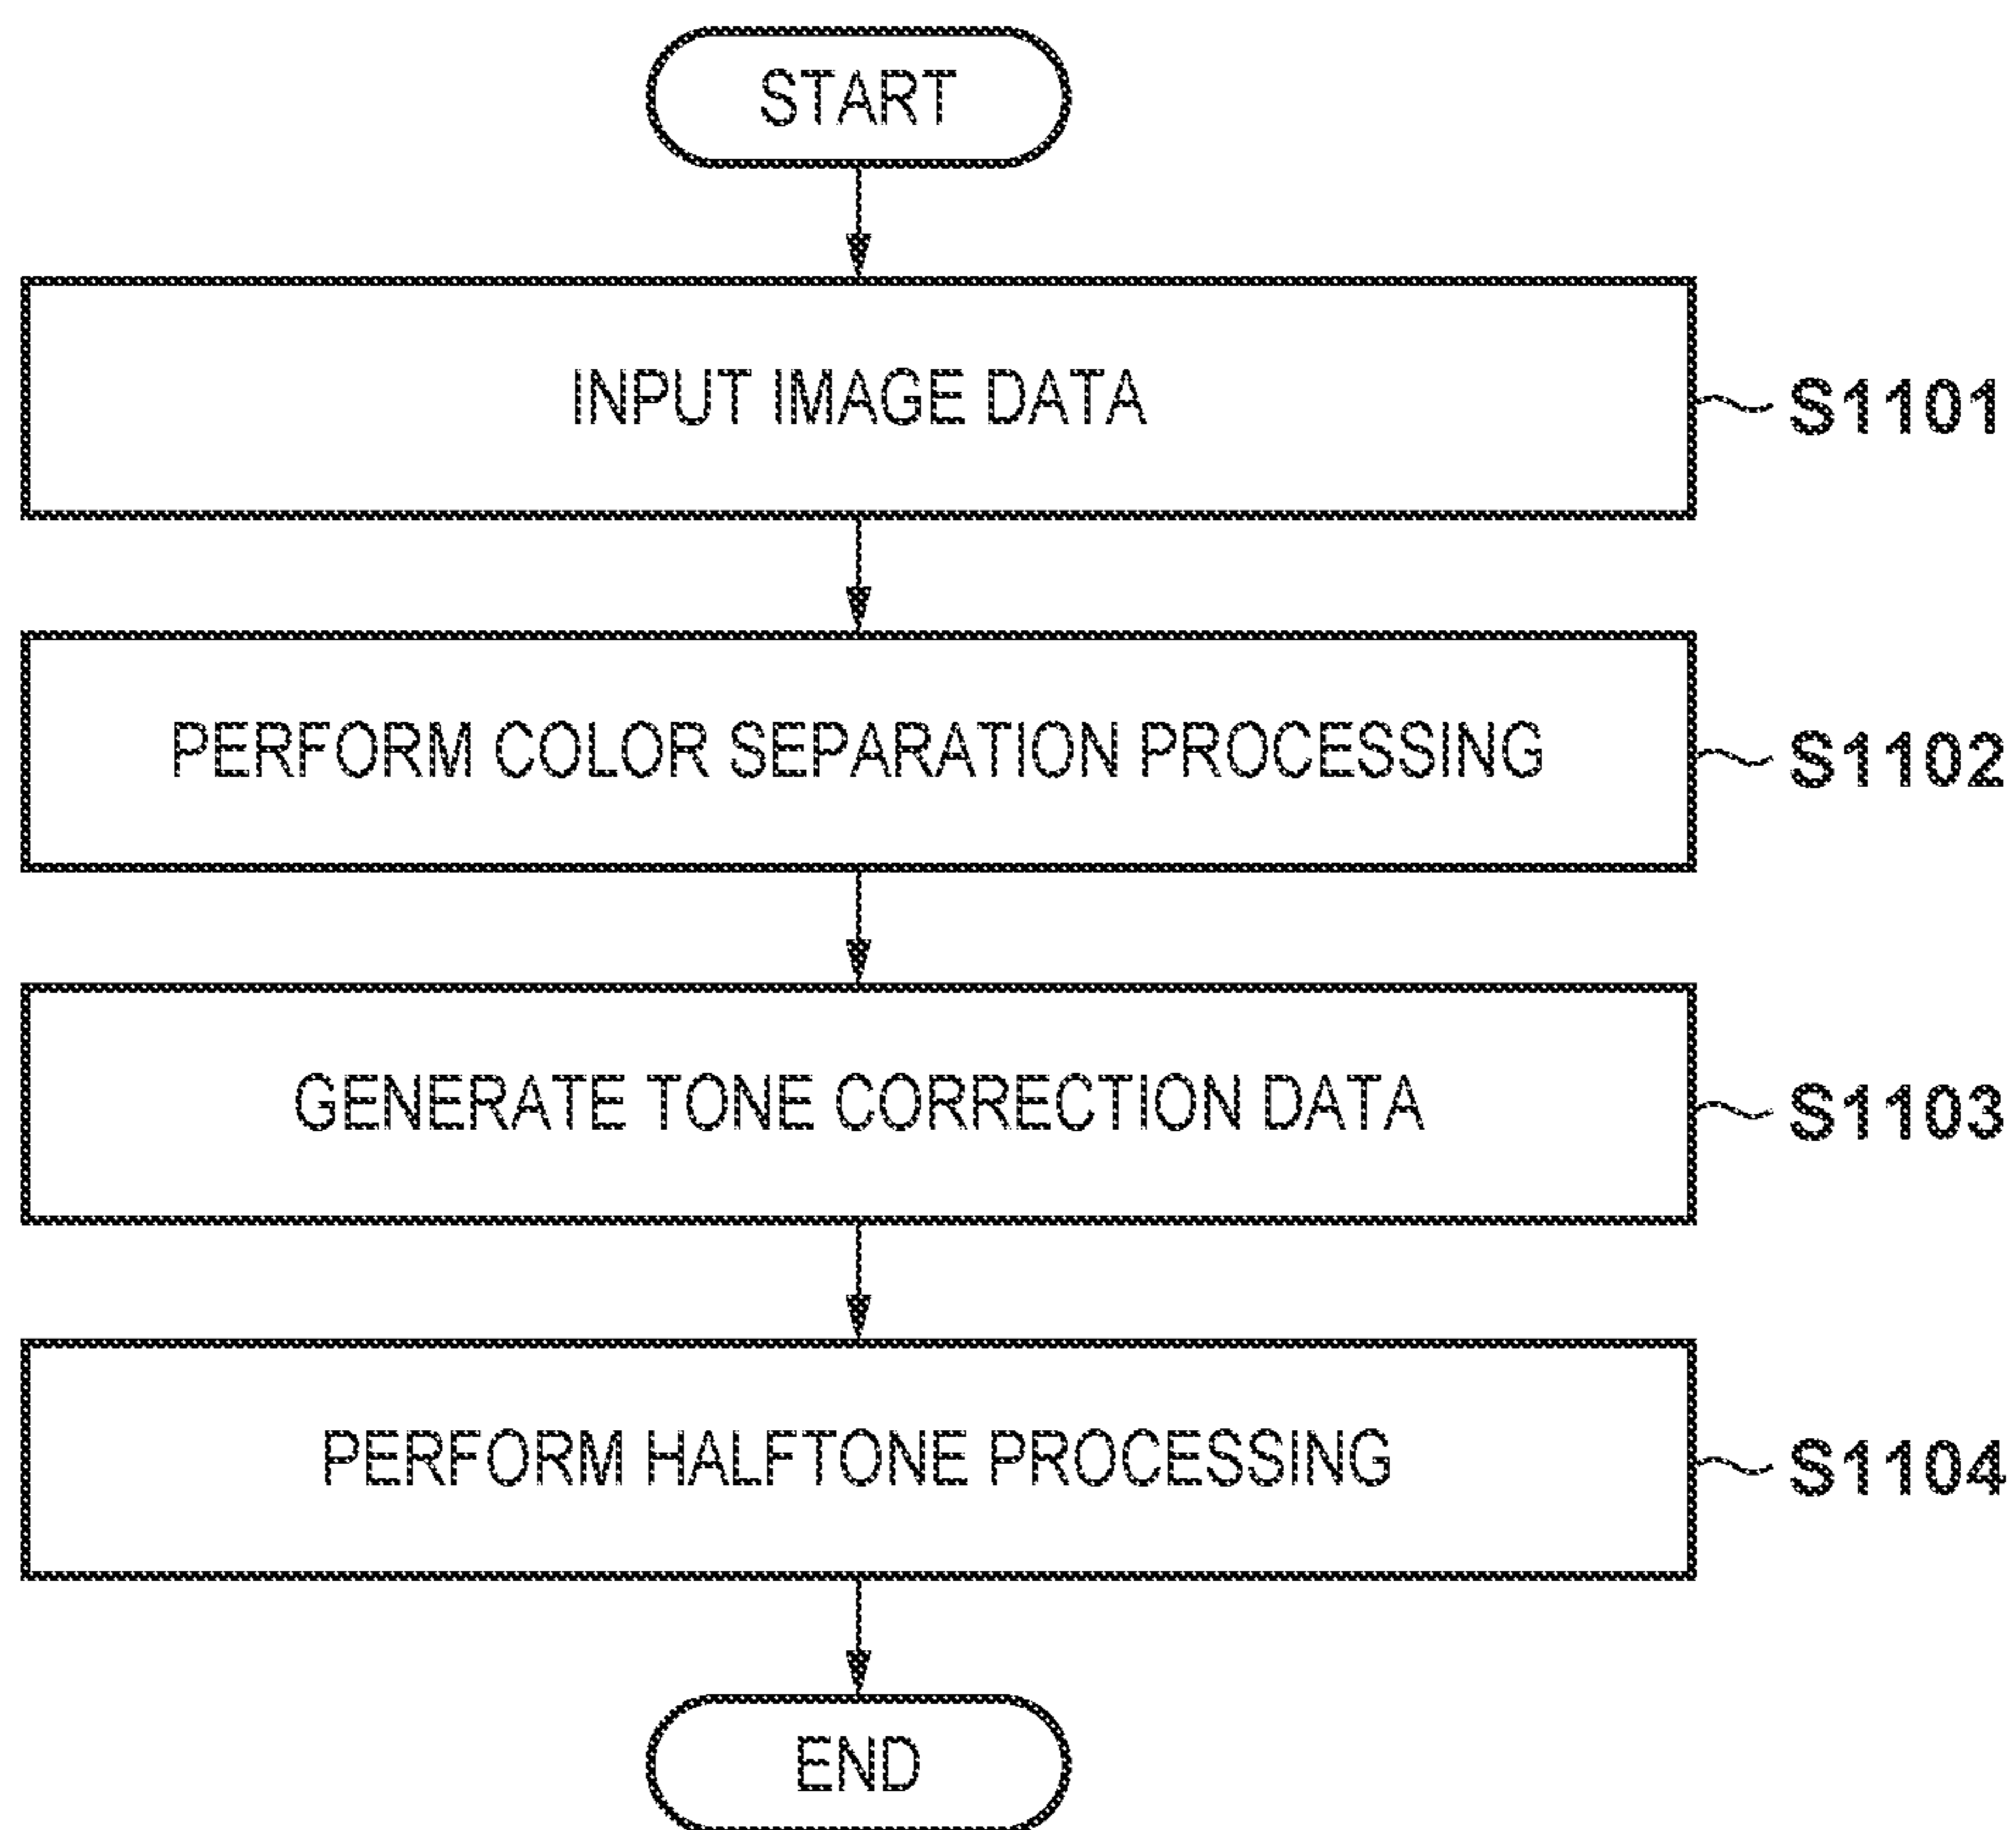 START
INPUT IMAGE DATA
S1101
PERFORM COLOR SEPARATION PROCESSING
S1102
GENERATE TONE CORRECTION DATA
S1103
PERFORM HALFTONE PROCESSING
S1104
END